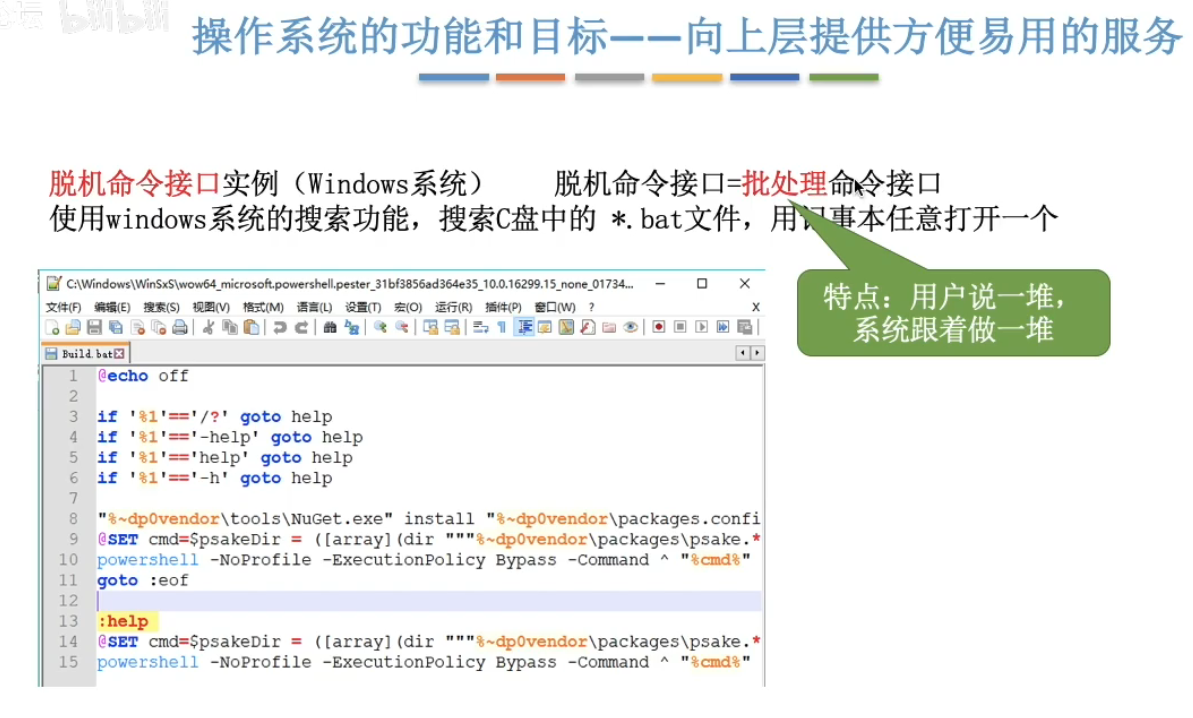 操作系统的功能和目标——向上层提供方便易用的服务
脱机命令接口实例（Windows系统） 脱机命令接口=批处理命令接口
使用windows系统的搜索功能，搜索C盘中的 *.bat文件，用记事本任意打开一个
特点：用户说一堆，
系统跟着做一堆
C:\Windows\WinSxS\wow64_microsoft.powershell.pester_31bf3856ad364e35_10.0.16299.15_none_01734...
文件(F) 编辑(E) 搜索(S) 视图(V) 格式(M) 语言(L) 设置(T) 宏(O) 运行(R) 插件(P) 窗口(W) ? X
Build.bat
1 @echo off
2
3 if '%1'=='/?' goto help
4 if '%1'=='-help' goto help
5 if '%1'=='help' goto help
6 if '%1'=='-h' goto help
7
8 "%~dp0vendor\tools\NuGet.exe" install "%~dp0vendor\packages.confi
9 @SET cmd=$psakeDir = ([array](dir """%~dp0vendor\packages\psake.*
10 powershell -NoProfile -ExecutionPolicy Bypass -Command ^ "%cmd%"
11 goto :eof
12
13 :help
14 @SET cmd=$psakeDir = ([array](dir """%~dp0vendor\packages\psake.*
15 powershell -NoProfile -ExecutionPolicy Bypass -Command ^ "%cmd%"